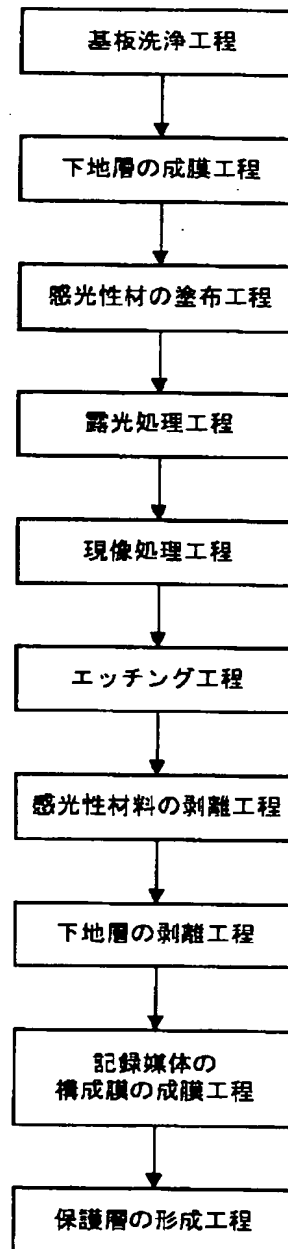 基板洗浄工程
下地層の成膜工程
感光性材の塗布工程
露光処理工程
現像処理工程
エッチング工程
感光性材料の剥離工程
下地層の剥離工程
記録媒体の
構成膜の成膜工程
保護層の形成工程